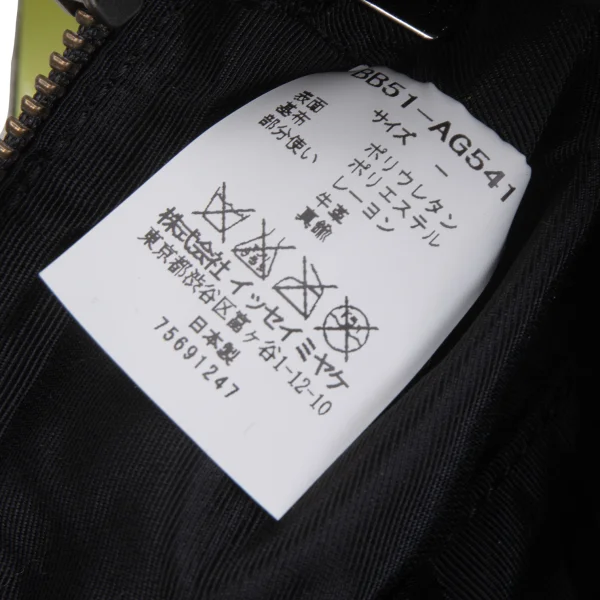 BB51-AG541
サイズ －
表面 ポリウレタン
基布 ポリエステル
レーヨン
部分使い 牛革
真鍮
株式会社 イッセイミヤケ
東京都渋谷区富ヶ谷1-12-10
日本製
75691247